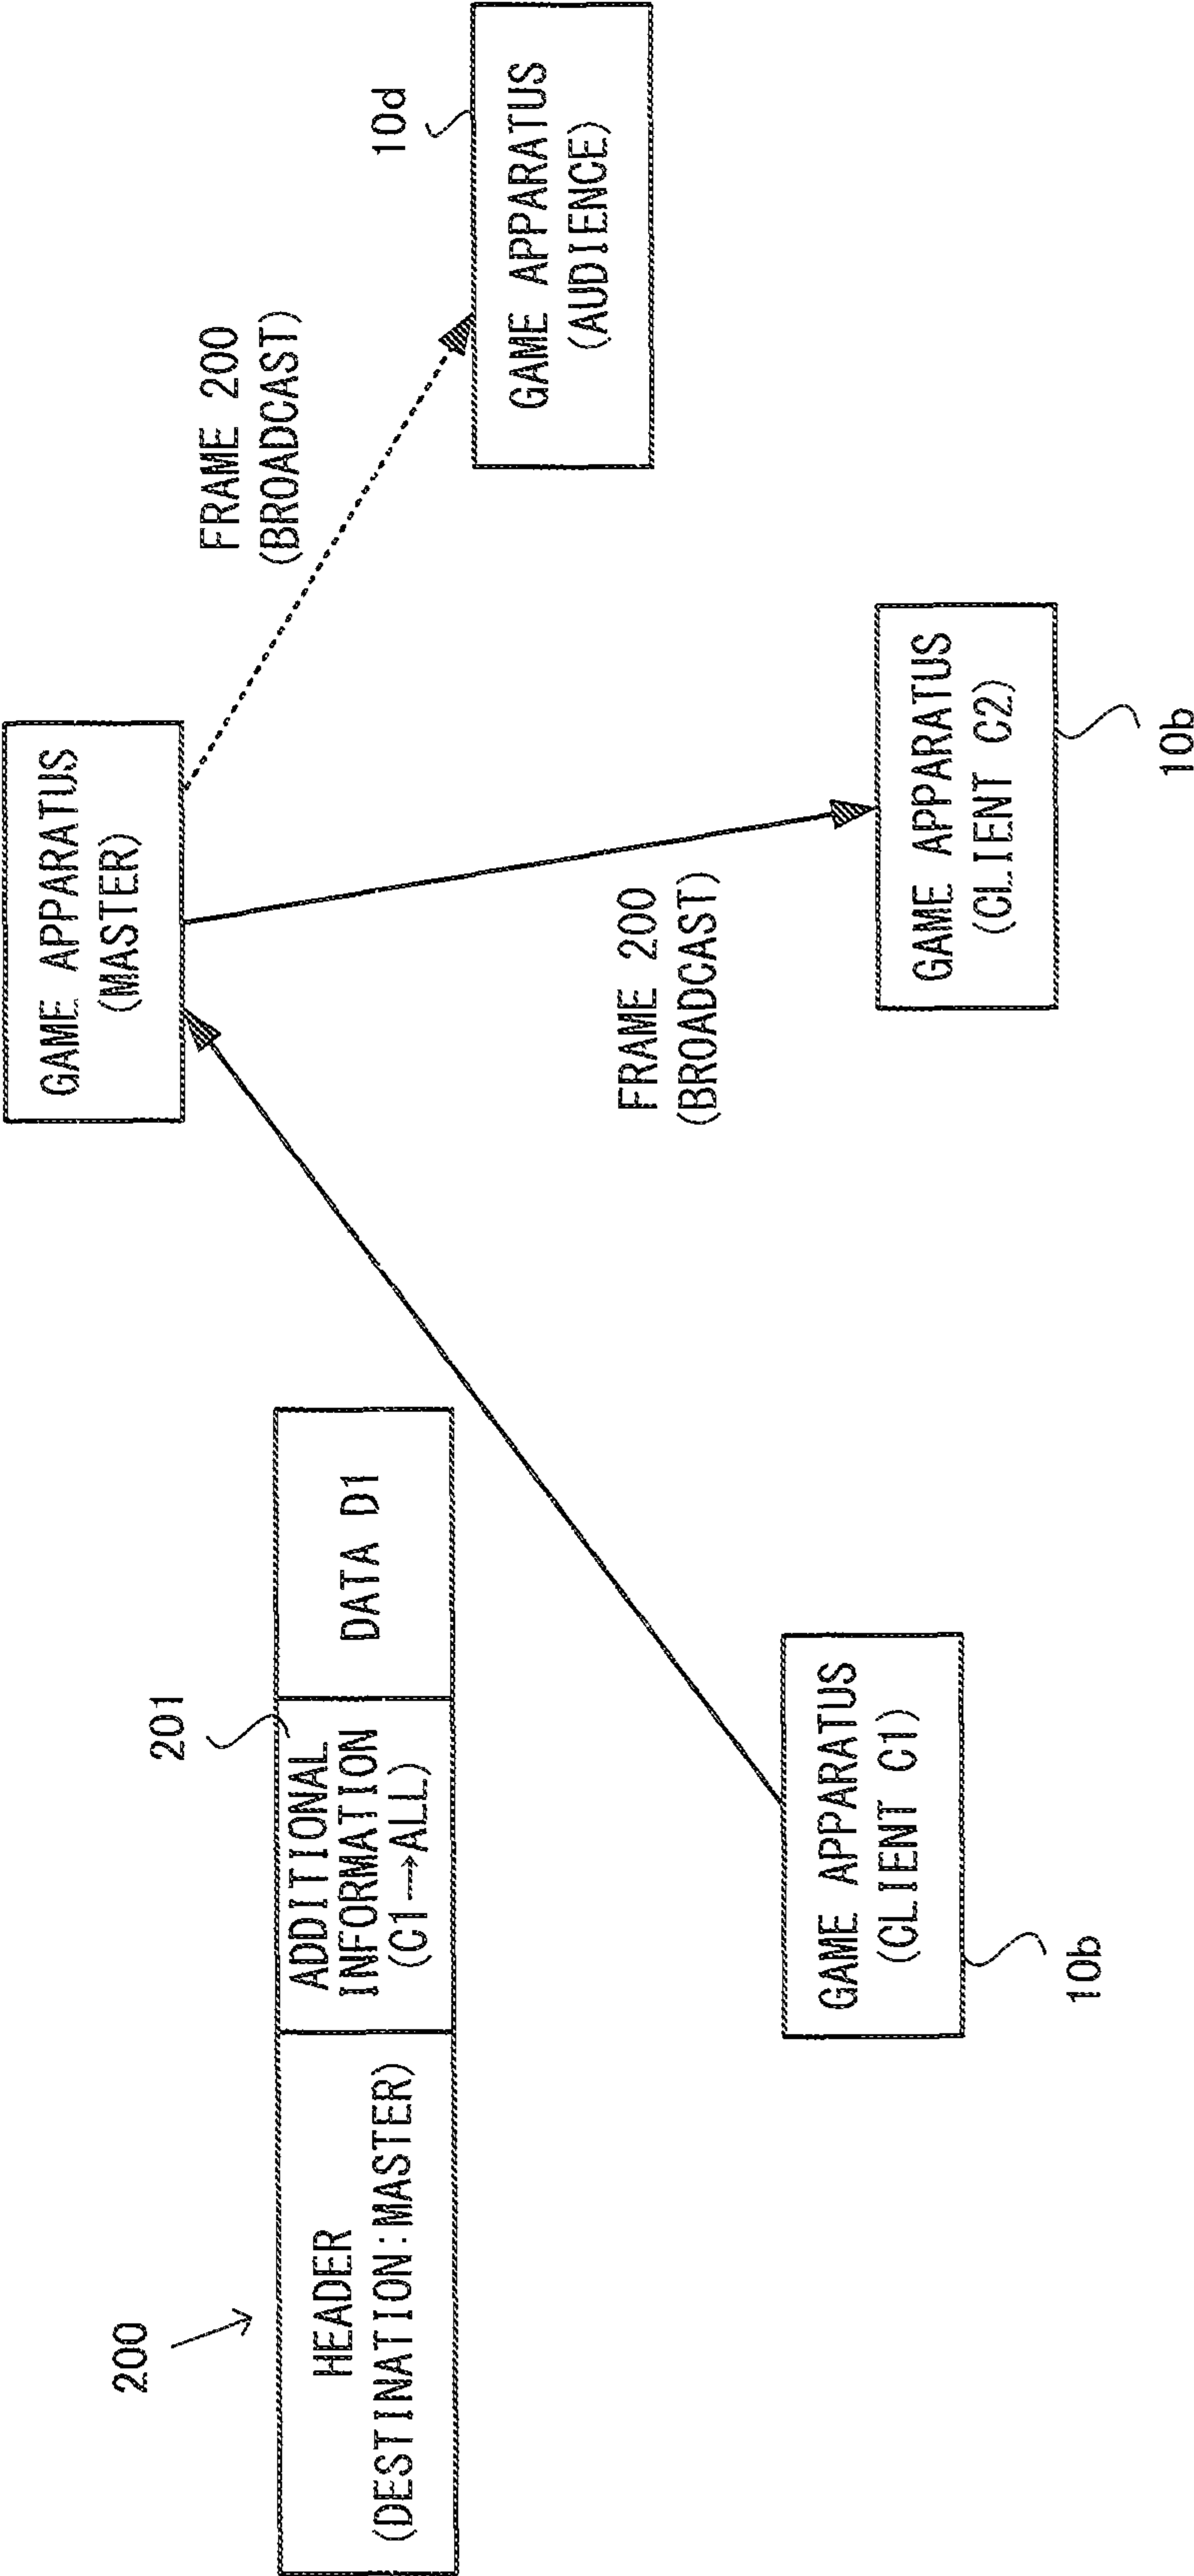 200
HEADER
(DESTINATION:MASTER)
201
ADDITIONAL
INFORMATION
(C1→ALL)
DATA D1
GAME APPARATUS
(MASTER)
FRAME 200
(BROADCAST)
10d
GAME APPARATUS
(AUDIENCE)
FRAME 200
(BROADCAST)
GAME APPARATUS
(CLIENT C1)
10b
GAME APPARATUS
(CLIENT C2)
10b